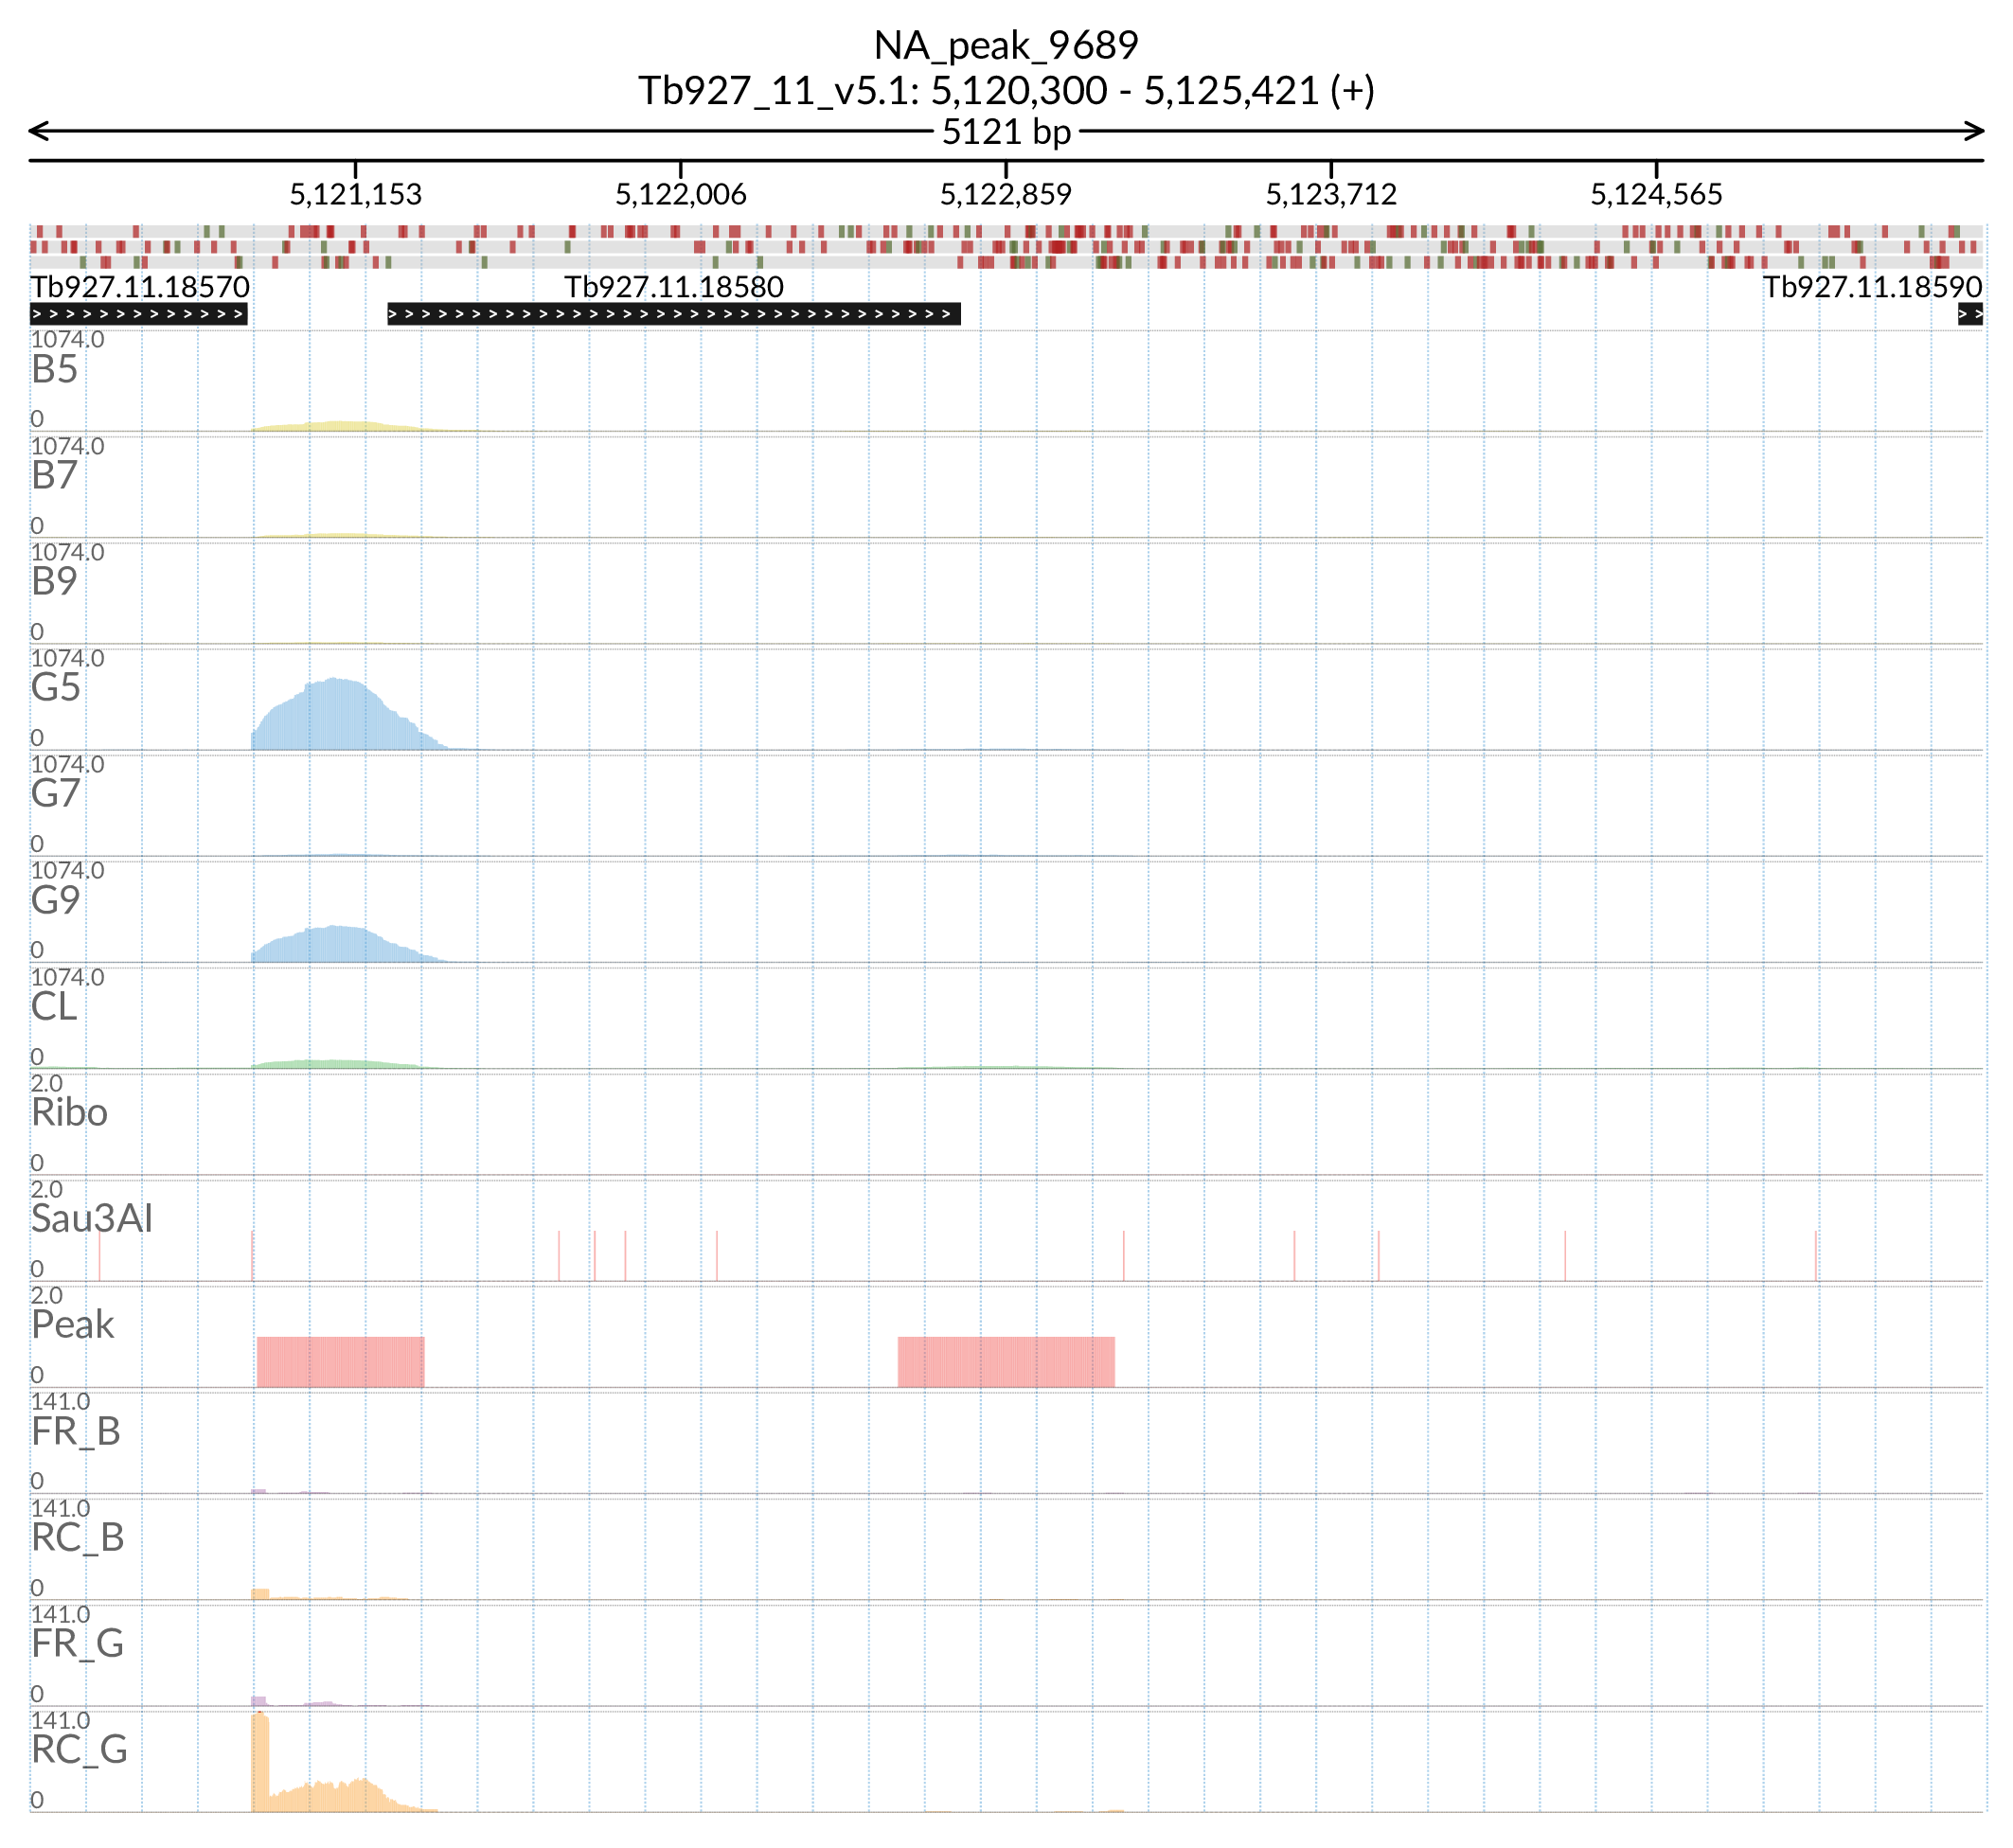 NA_peak_9689
Tb927_11_v5.1: 5,120,300 - 5,125,421 (+)
5121 bp
5,121,153 5,122,006 5,122,859 5,123,712 5,124,565
Tb927.11.18570 Tb927.11.18580 Tb927.11.18590
1074.0
B5
0
1074.0
B7
0
1074.0
B9
0
1074.0
G5
0
1074.0
G7
0
1074.0
G9
0
1074.0
CL
0
2.0
Ribo
0
2.0
Sau3AI
0
2.0
Peak
0
141.0
FR_B
0
141.0
RC_B
0
141.0
FR_G
0
141.0
RC_G
0